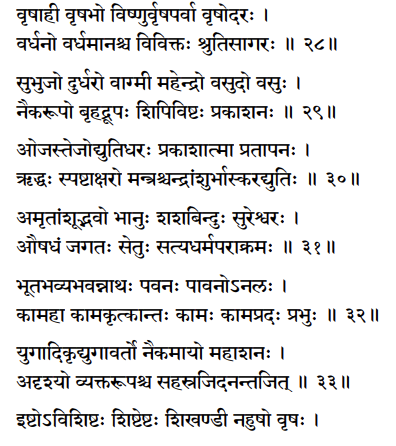 वृषाही वृषभो विष्णुर्वृषपर्वा वृषोदरः ।
वर्धनो वर्धमानश्च विविक्तः श्रुतिसागरः ॥ २८॥
सुभुजो दुर्धरो वाग्मी महेन्द्रो वसुदो वसुः ।
नैकरूपो बृहद्रूपः शिपिविष्टः प्रकाशनः ॥ २९॥
ओजस्तेजोद्युतिधरः प्रकाशात्मा प्रतापनः ।
ऋद्धः स्पष्टाक्षरो मन्त्रश्चन्द्रांशुर्भास्करद्युतिः ॥ ३०॥
अमृतांशूद्भवो भानुः शशबिन्दुः सुरेश्वरः ।
औषधं जगतः सेतुः सत्यधर्मपराक्रमः ॥ ३१॥
भूतभव्यभवन्नाथः पवनः पावनोऽनलः ।
कामहा कामकृत्कान्तः कामः कामप्रदः प्रभुः ॥ ३२॥
युगादिकृद्युगावर्तो नैकमायो महाशनः ।
अदृश्यो व्यक्तरूपश्च सहस्रजिदनन्तजित् ॥ ३३॥
इष्टोऽविशिष्टः शिष्टेष्टः शिखण्डी नहुषो वृषः ।